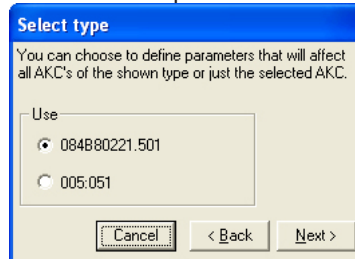 Select type
You can choose to define parameters that will affect
all AKC's of the shown type or just the selected AKC.
Use
084B80221.501
005:051
Cancel
< Back
Next >